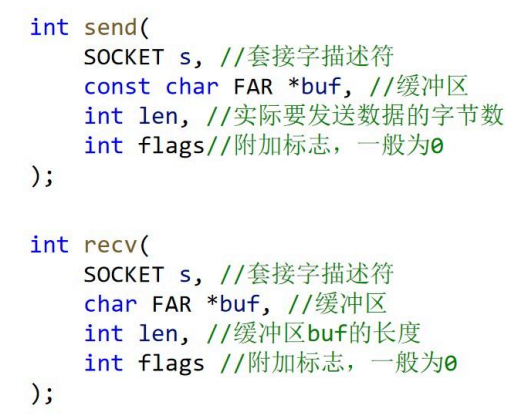 int send(
SOCKET s, //套接字描述符
const char FAR *buf, //缓冲区
int len, //实际要发送数据的字节数
int flags//附加标志，一般为0
);
int recv(
SOCKET s, //套接字描述符
char FAR *buf, //缓冲区
int len, //缓冲区buf的长度
int flags //附加标志，一般为0
);